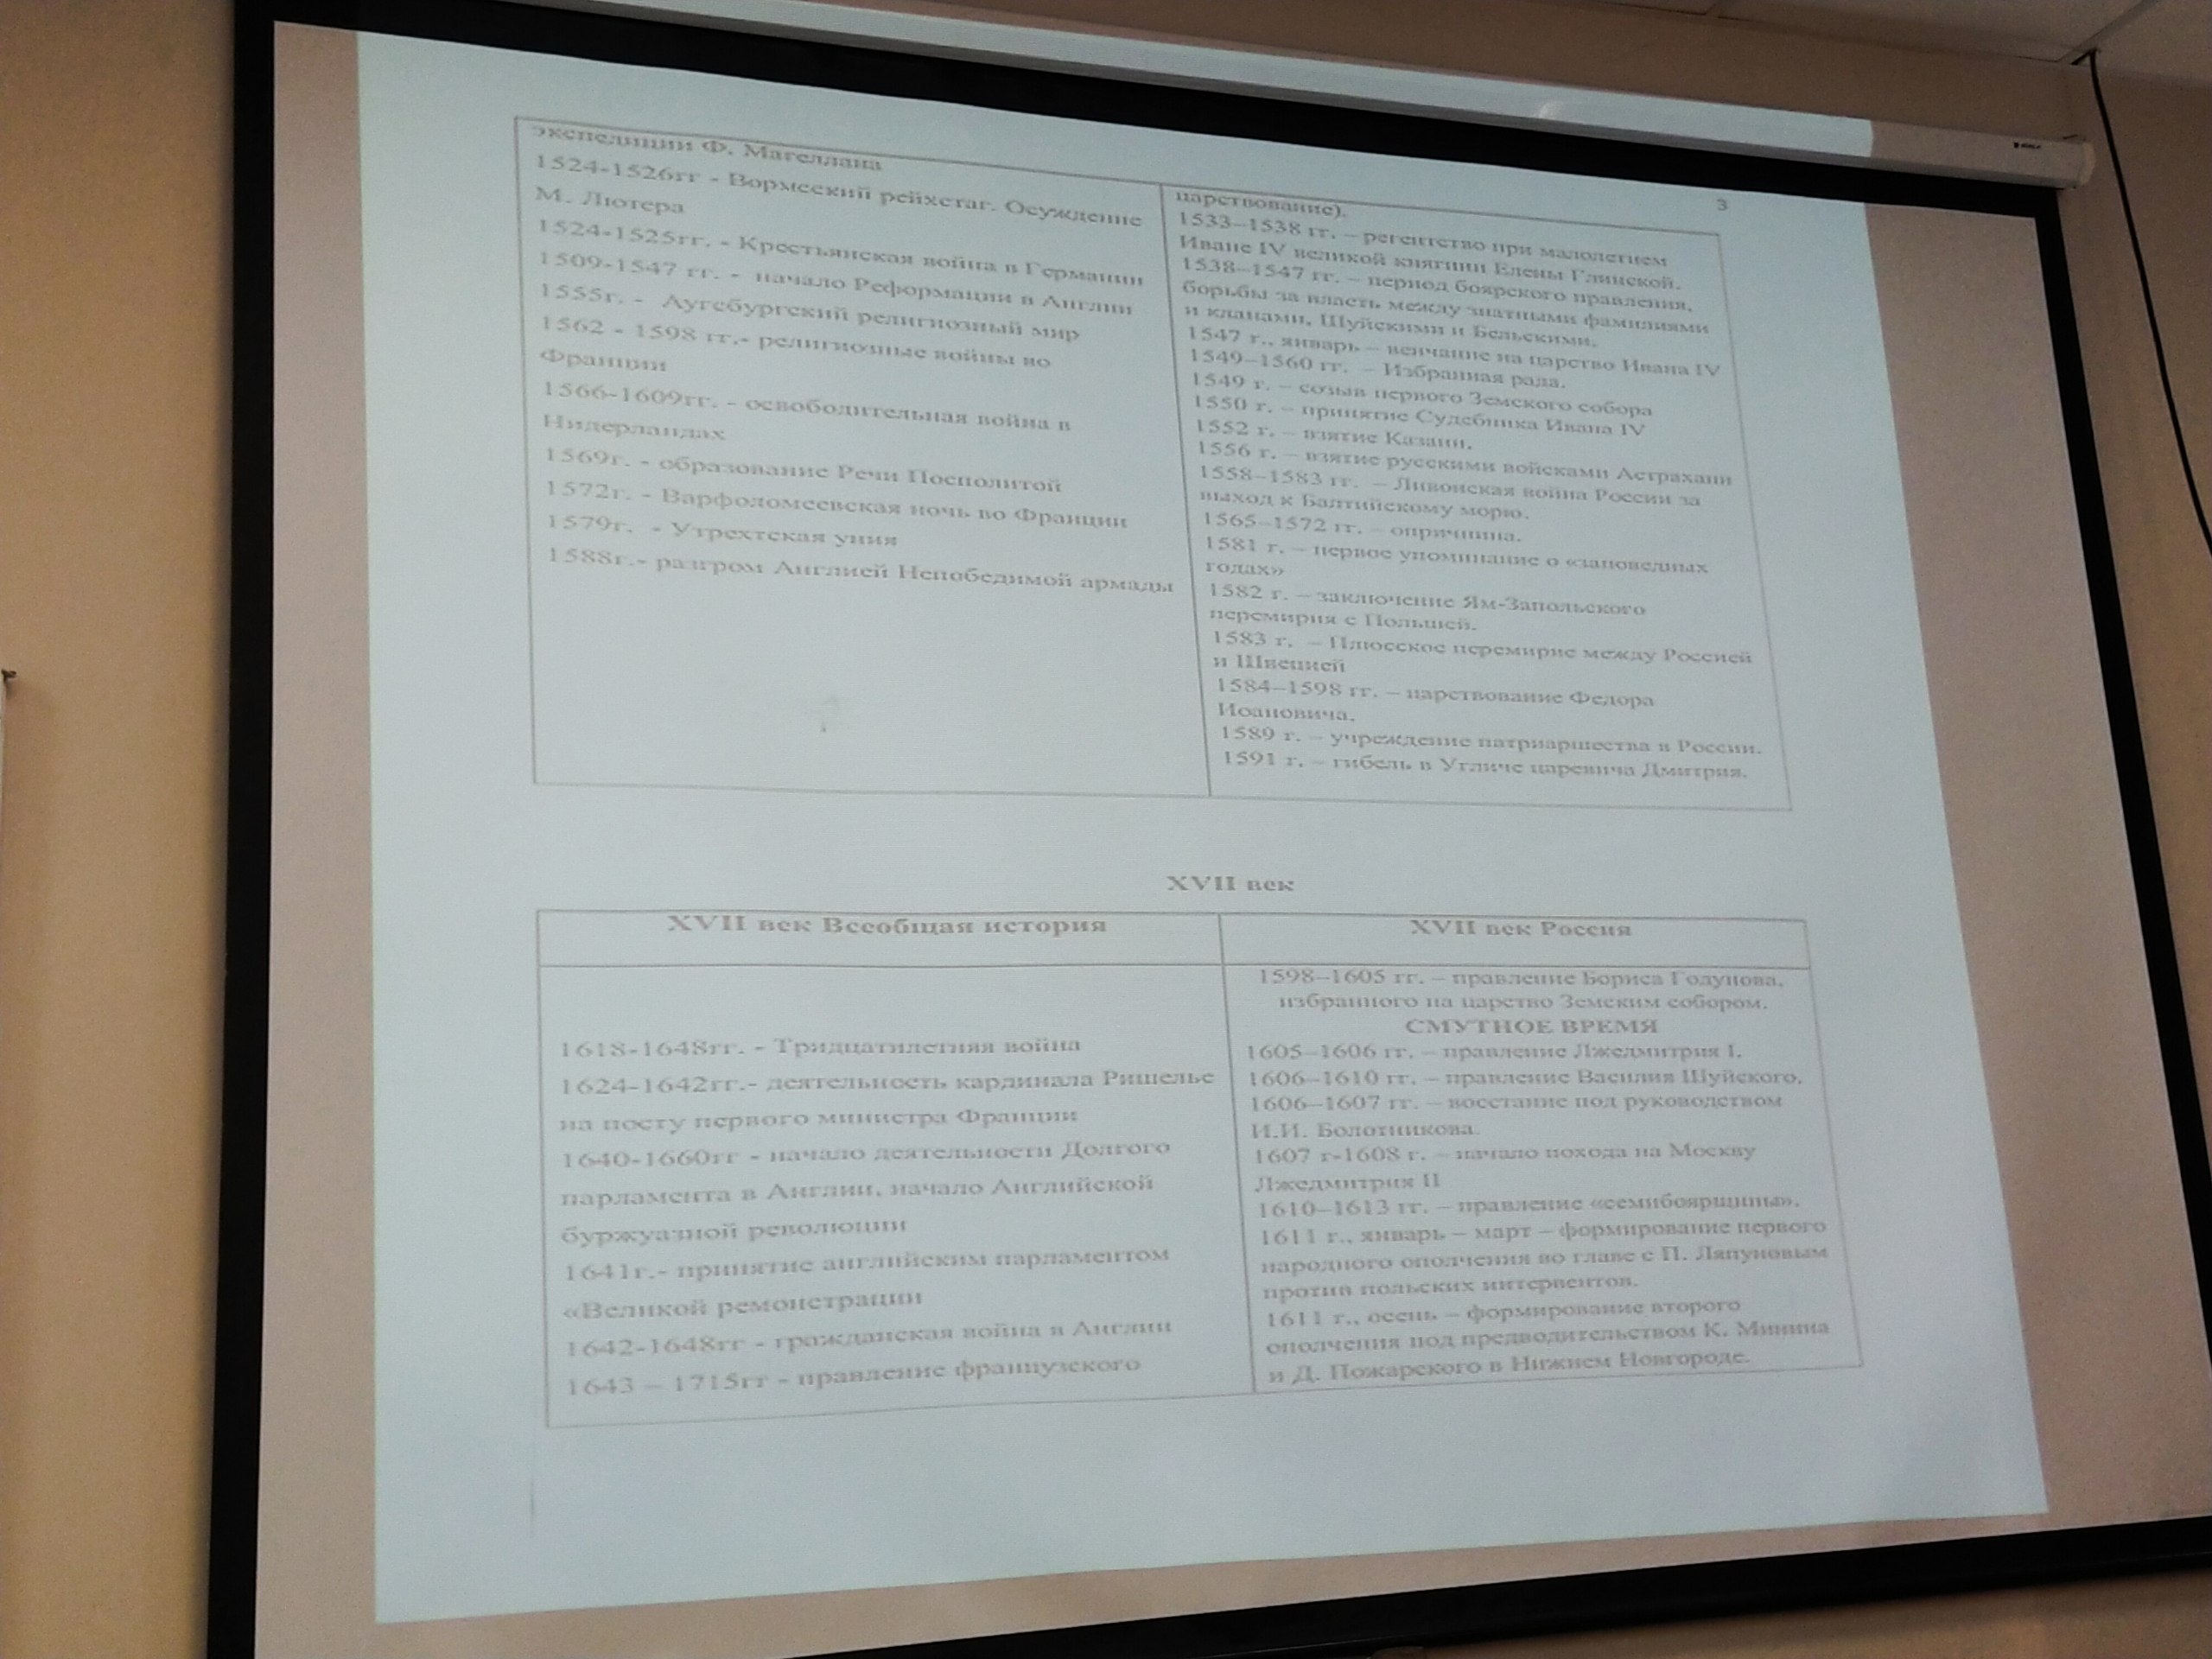 3
экспедиции Ф. Магеллана
1524-1526гг - Вормсский рейхстаг. Осуждение
М. Лютера
1524-1525гг. - Крестьянская война в Германии
1509-1547 гг. - начало Реформации в Англии
1555г. - Аугсбургский религиозный мир
1562 - 1598 гг.- религиозные войны во
Франции
1566-1609гг. - освободительная война в
Нидерландах
1569г. - образование Речи Посполитой
1572г. - Варфоломеевская ночь во Франции
1579г. - Утрехтская уния
1588г.- разгром Англией Непобедимой армады
царствование).
1533–1538 гг. – регентство при малолетнем
Иване IV великой княгини Елены Глинской.
1538–1547 гг. – период боярского правления,
борьбы за власть между знатными фамилиями
и кланами, Шуйскими и Бельскими.
1547 г., январь – венчание на царство Ивана IV
1549–1560 гг. – Избранная рада.
1549 г. – созыв первого Земского собора
1550 г. – принятие Судебника Ивана IV
1552 г. – взятие Казани.
1556 г. – взятие русскими войсками Астрахани
1558–1583 гг. – Ливонская война России за
выход к Балтийскому морю.
1565–1572 гг. – опричнина.
1581 г. – первое упоминание о «заповедных
годах»
1582 г. – заключение Ям-Запольского
перемирия с Польшей.
1583 г. – Плюсское перемирие между Россией
и Швецией
1584–1598 гг. – царствование Федора
Иоановича.
1589 г. – учреждение патриаршества в России.
1591 г. – гибель в Угличе царевича Дмитрия.
XVII век
XVII век Всеобщая история
1618-1648гг. - Тридцатилетняя война
1624-1642гг.- деятельность кардинала Ришелье
на посту первого министра Франции
1640-1660гг - начало деятельности Долгого
парламента в Англии, начало Английской
буржуазной революции
1641г.- принятие английским парламентом
«Великой ремонстрации
1642-1648гг - гражданская война в Англии
1643 – 1715гг - правление французского
XVII век Россия
1598–1605 гг. – правление Бориса Годунова,
избранного на царство Земским собором.
СМУТНОЕ ВРЕМЯ
1605–1606 гг. – правление Лжедмитрия I.
1606–1610 гг. – правление Василия Шуйского.
1606–1607 гг. – восстание под руководством
И.И. Болотникова.
1607 г-1608 г. – начало похода на Москву
Лжедмитрия II
1610–1613 гг. – правление «семибоярщины».
1611 г., январь – март – формирование первого
народного ополчения во главе с П. Ляпуновым
против польских интервентов.
1611 г., осень – формирование второго
ополчения под предводительством К. Минина
и Д. Пожарского в Нижнем Новгороде.